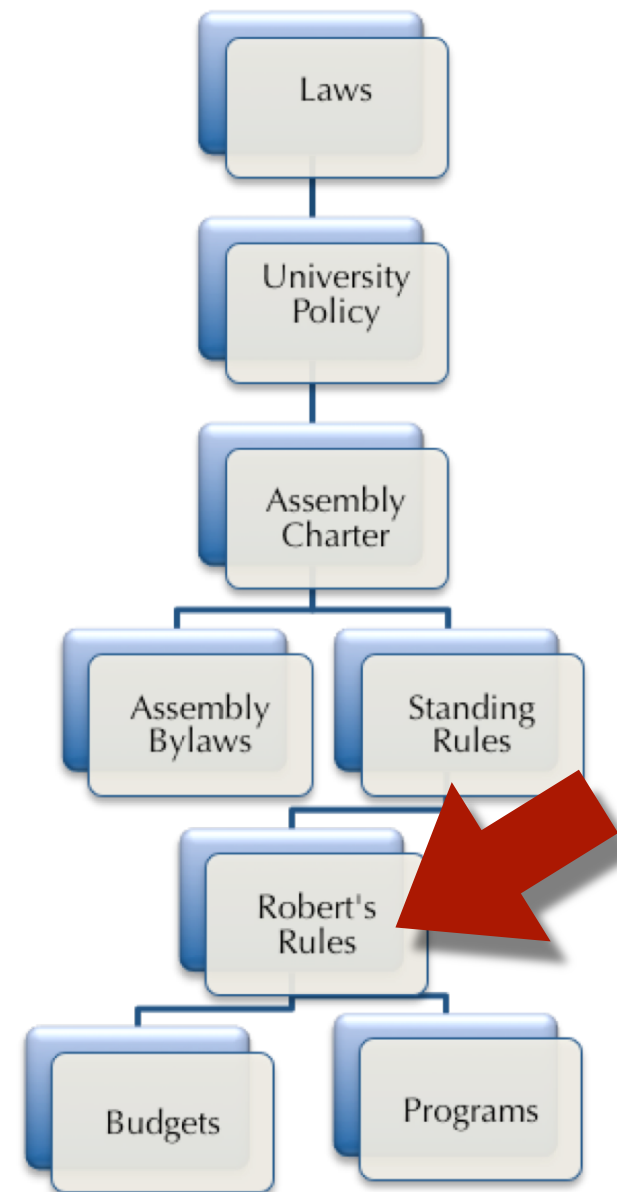 Laws
University
Policy
Assembly
Charter
Assembly
Bylaws
Standing
Rules
Robert's
Rules
Budgets
Programs